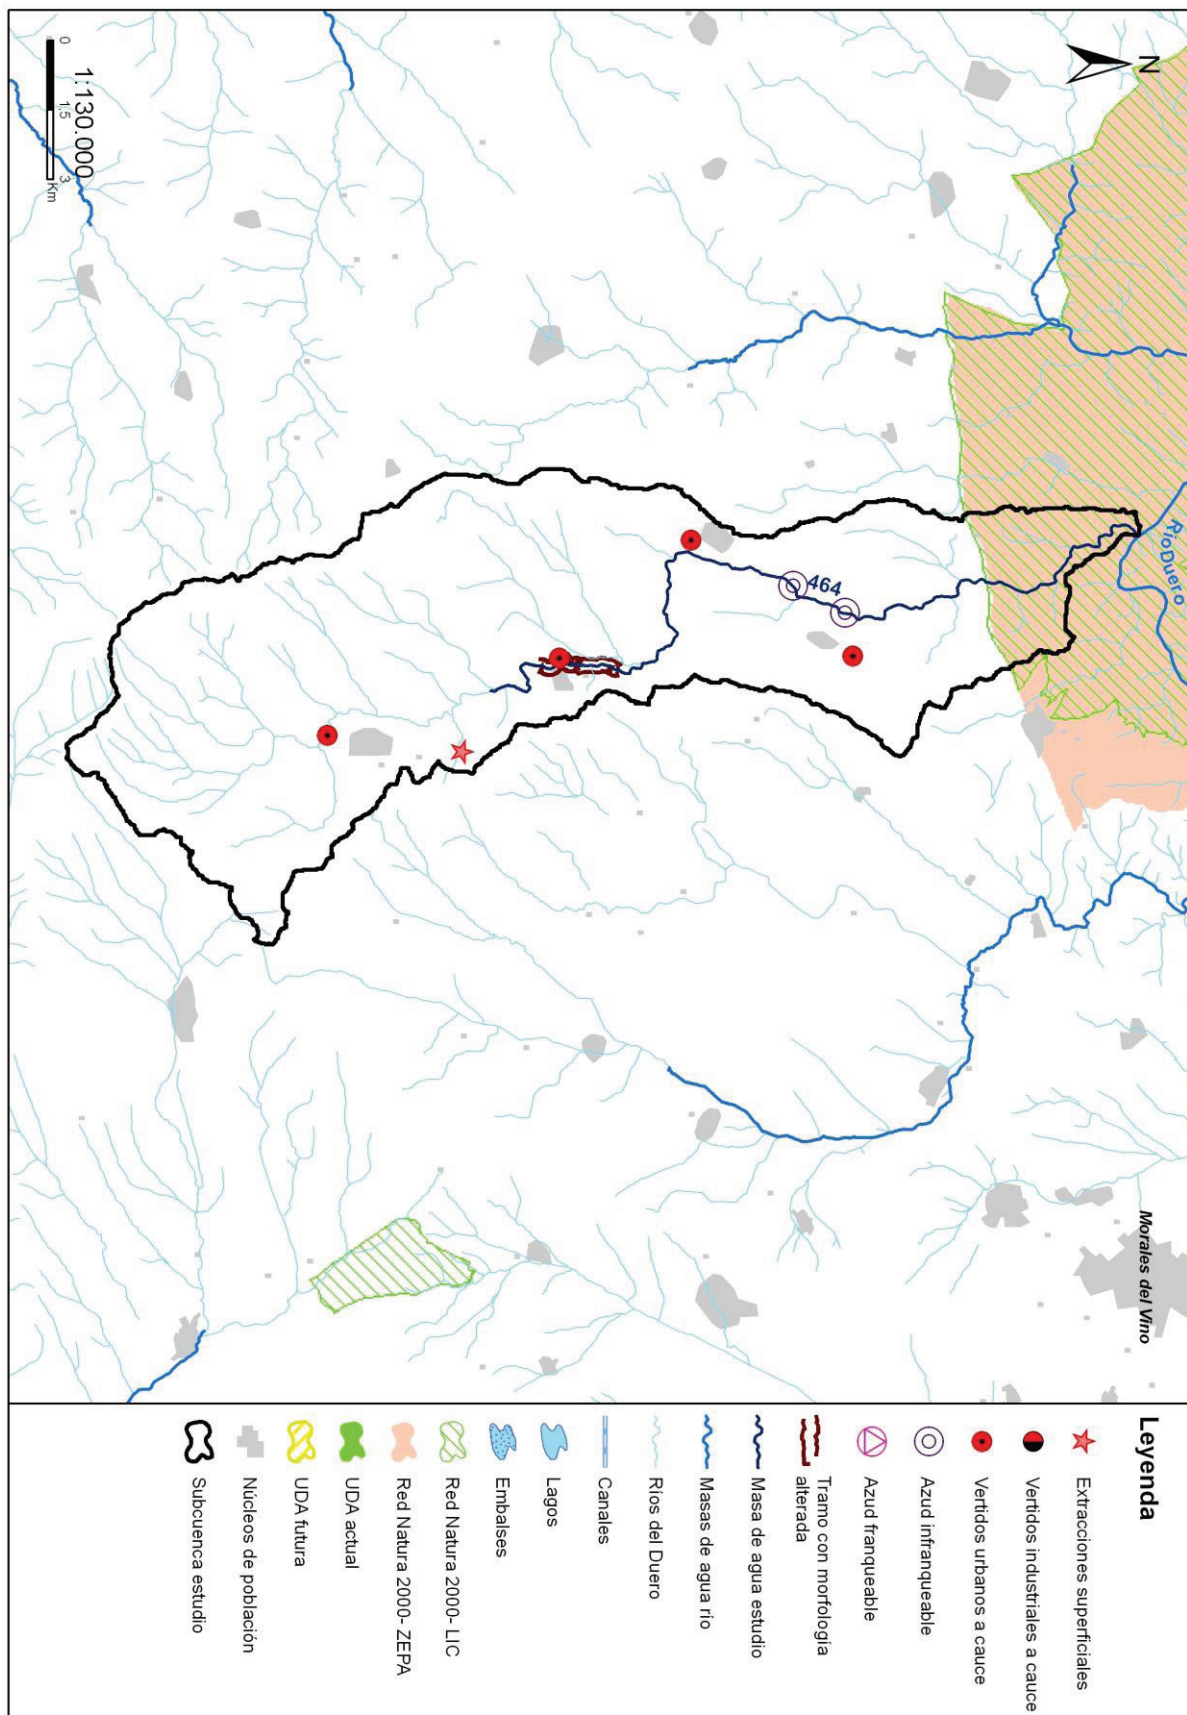 N
Río Duero
464
Morales del Vino
1:130.000
0 1,5 3
Km
Leyenda
Extracciones superficiales
Vertidos industriales a cauce
Vertidos urbanos a cauce
Azud infranqueable
Azud franqueable
Tramo con morfología
alterada
Masa de agua estudio
Masas de agua río
Ríos del Duero
Canales
Lagos
Embalses
Red Natura 2000- LIC
Red Natura 2000- ZEPA
UDA actual
UDA futura
Núcleos de población
Subcuenca estudio